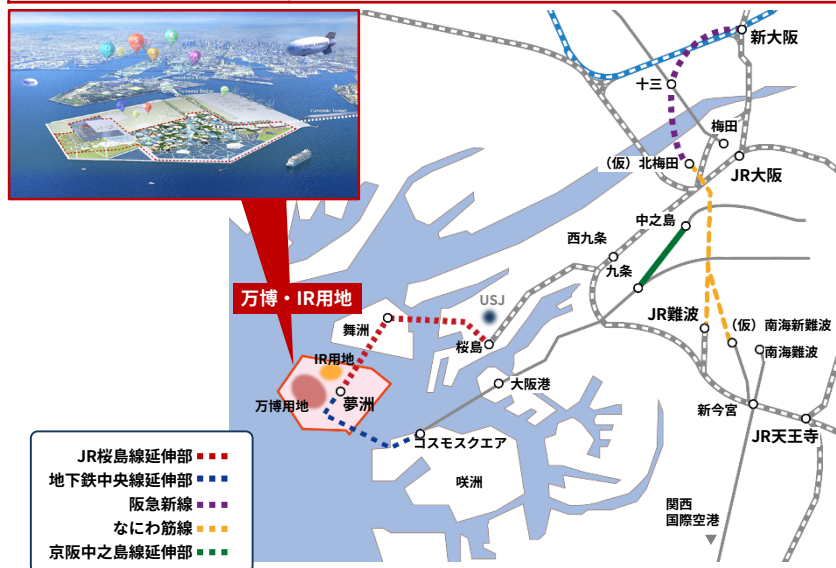 新大阪
十三
梅田
（仮）北梅田
JR大阪
中之島
西九条
九条
万博・IR用地
USJ
舞洲
桜島
JR難波
（仮）南海新難波
南海難波
IR用地
万博用地
夢洲
大阪港
新今宮
JR天王寺
コスモスクエア
咲洲
関西
国際空港
JR桜島線延伸部
地下鉄中央線延伸部
阪急新線
なにわ筋線
京阪中之島線延伸部